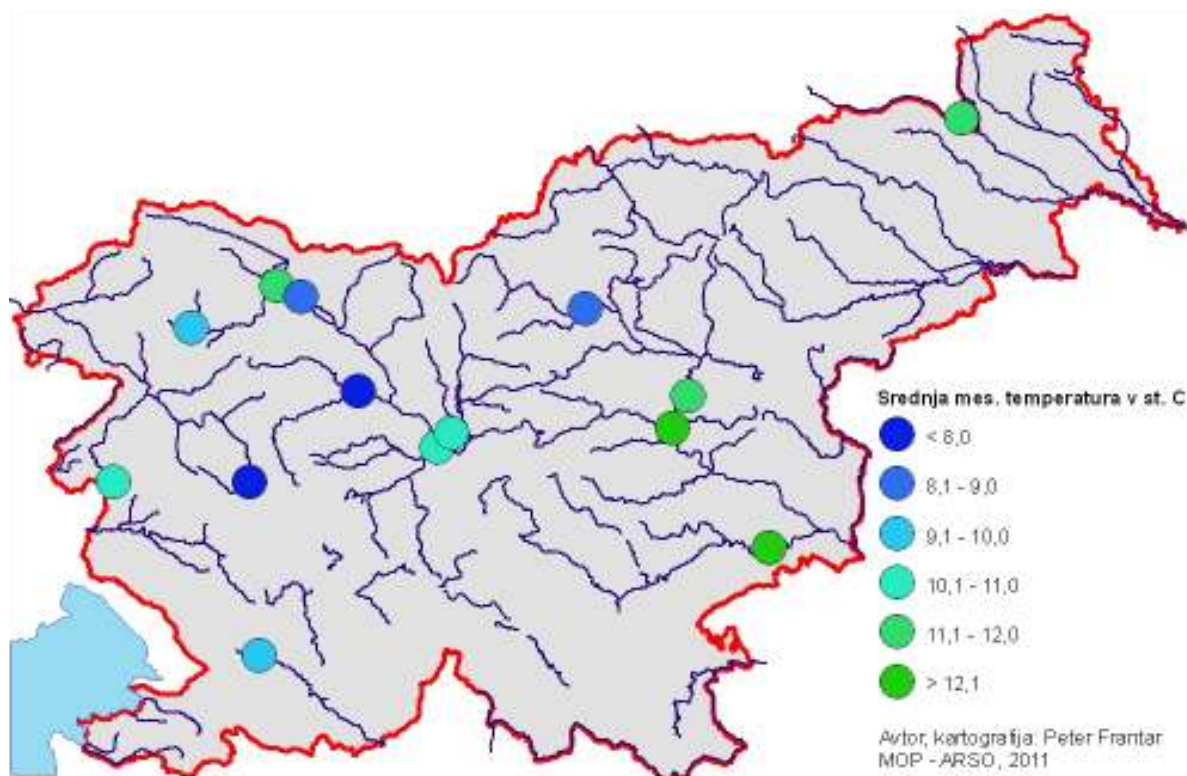 Srednja mes. temperatura v st. C
< 8,0
8,1 - 9,0
9,1 - 10,0
10,1 - 11,0
11,1 - 12,0
> 12,1
Avtor, kartografija: Peter Frantar
MOP - ARSO, 2011